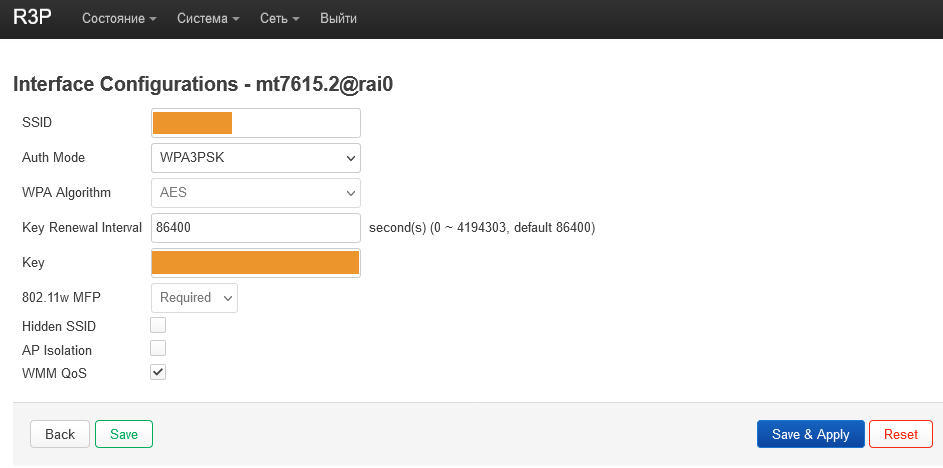 R3P Состояние Система Сеть Выйти
Interface Configurations - mt7615.2@rai0
SSID
Auth Mode WPA3PSK
WPA Algorithm AES
Key Renewal Interval 86400 second(s) (0 ~ 4194303, default 86400)
Key
802.11w MFP Required
Hidden SSID
AP Isolation
WMM QoS
Back Save Save & Apply Reset